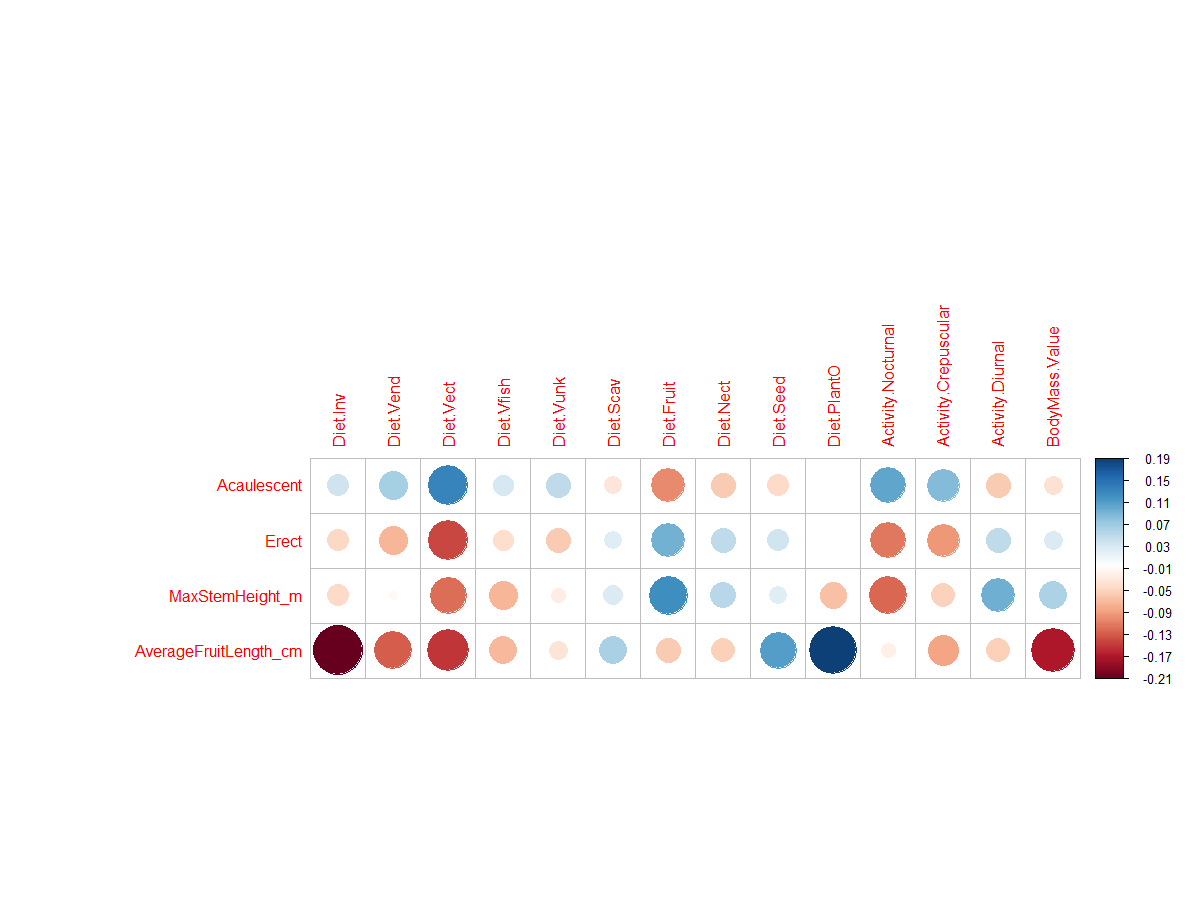 Diet.Inv
Diet.Vend
Diet.Vect
Diet.Vfish
Diet.Vunk
Diet.Scav
Diet.Fruit
Diet.Nect
Diet.Seed
Diet.PlantO
Activity.Nocturnal
Activity.Crepuscular
Activity.Diurnal
BodyMass.Value
Acaulescent
Erect
MaxStemHeight_m
AverageFruitLength_cm
0.19
0.15
0.11
0.07
0.03
-0.01
-0.05
-0.09
-0.13
-0.17
-0.21